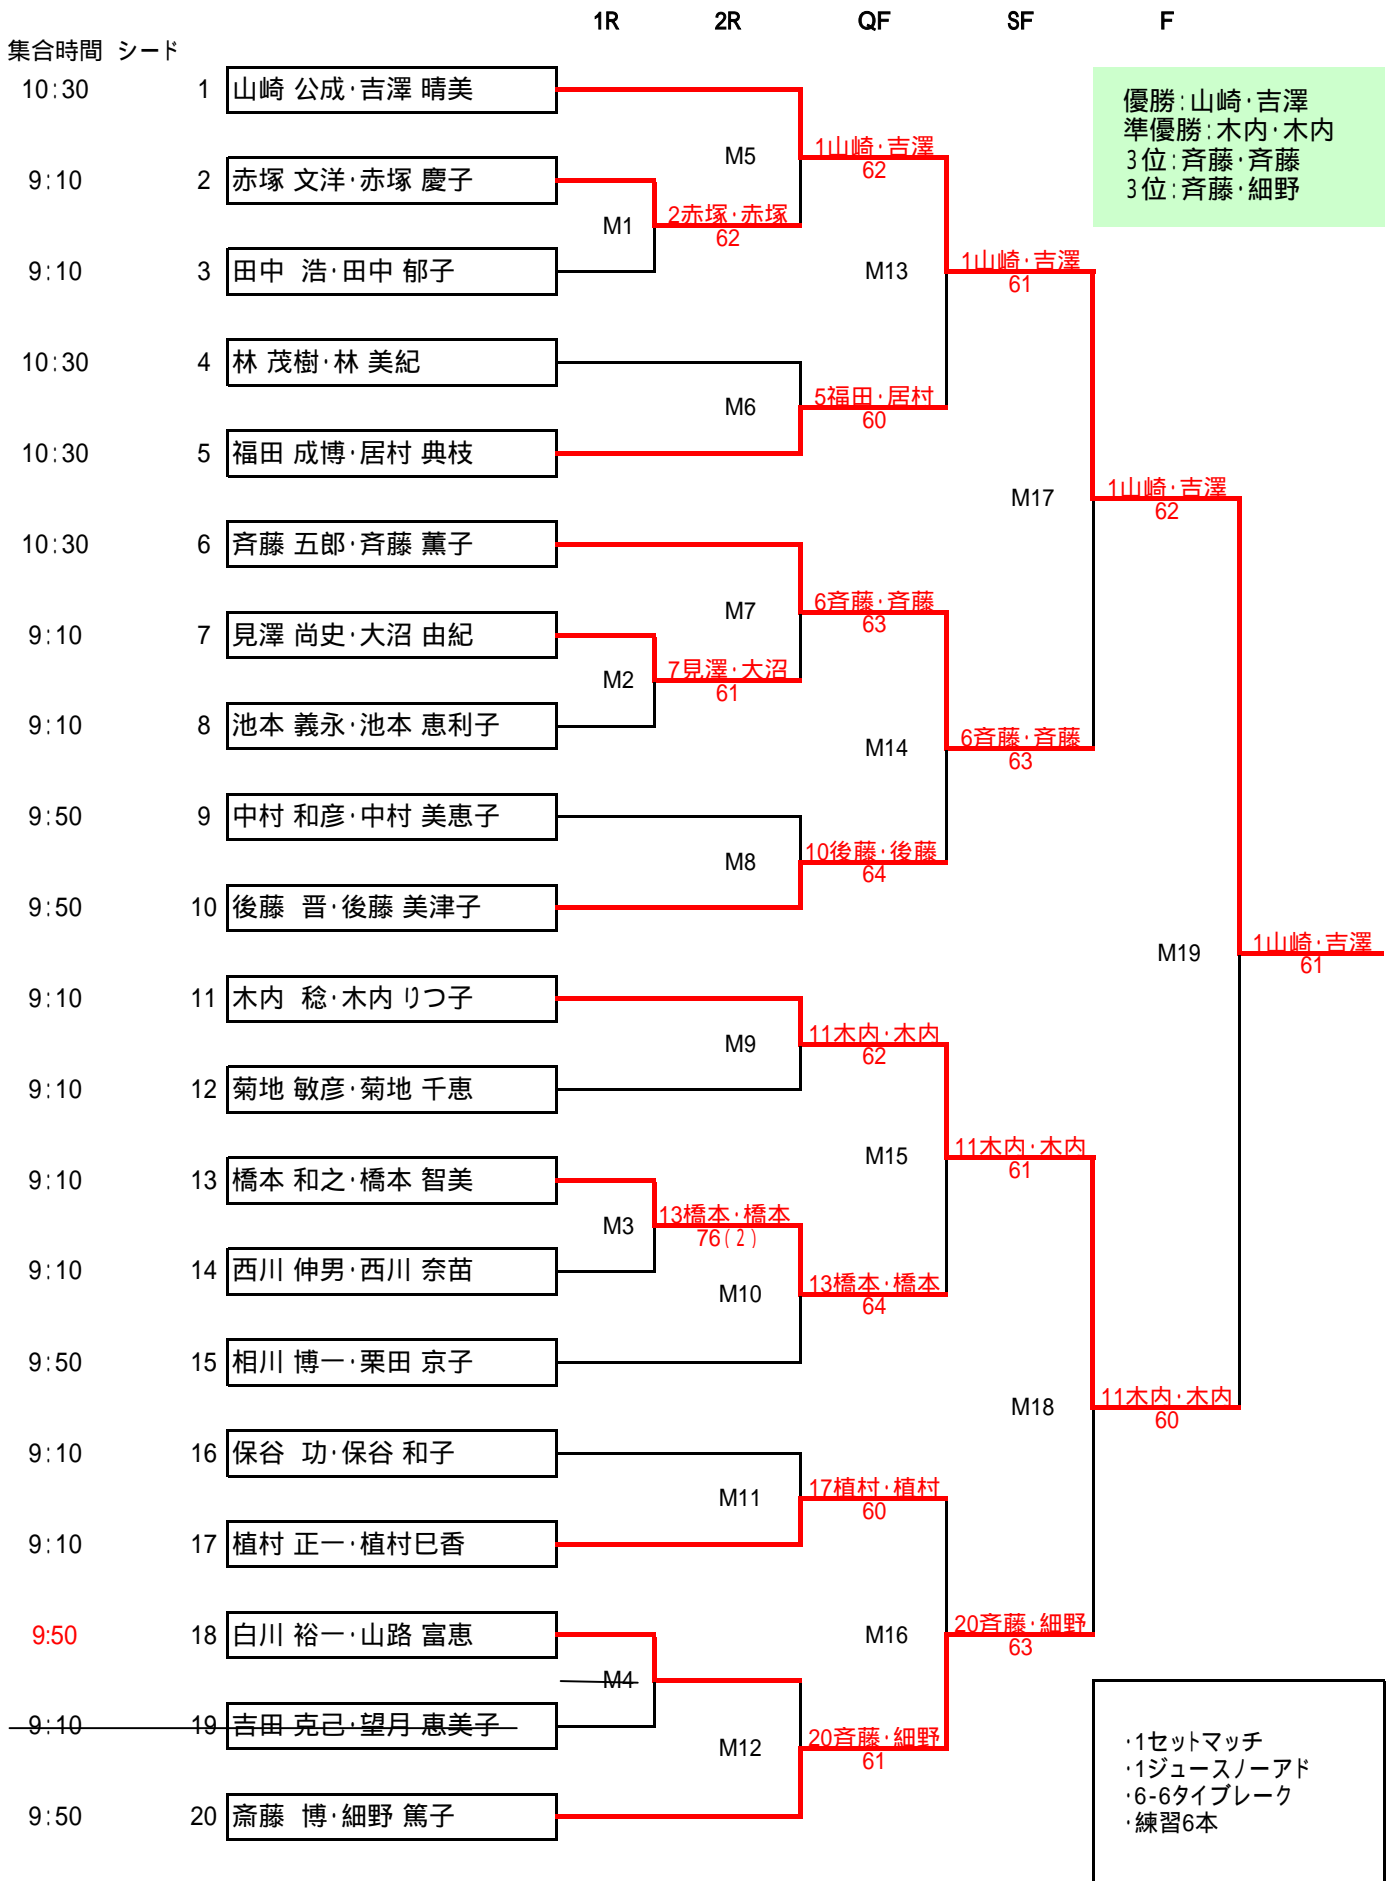 1R 2R QF SF F
集合時間 シード
10:30 1 山崎 公成・吉澤 晴美
優勝:山崎・吉澤
準優勝:木内・木内
3位:斉藤・斉藤
3位:斉藤・細野
M5 1山崎・吉澤
62
9:10 2 赤塚 文洋・赤塚 慶子
M1 2赤塚・赤塚
62
9:10 3 田中 浩・田中 郁子
M13 1山崎・吉澤
61
10:30 4 林 茂樹・林 美紀
M6 5福田・居村
60
10:30 5 福田 成博・居村 典枝
M17 1山崎・吉澤
62
10:30 6 斉藤 五郎・斉藤 薫子
M7 6斉藤・斉藤
63
9:10 7 見澤 尚史・大沼 由紀
M2 7見澤・大沼
61
9:10 8 池本 義永・池本 恵利子
M14 6斉藤・斉藤
63
9:50 9 中村 和彦・中村 美恵子
M8 10後藤・後藤
64
9:50 10 後藤 晋・後藤 美津子
M19 1山崎・吉澤
61
9:10 11 木内 稔・木内 りつ子
M9 11木内・木内
62
9:10 12 菊地 敏彦・菊地 千恵
M15 11木内・木内
61
9:10 13 橋本 和之・橋本 智美
M3 13橋本・橋本
76(2)
9:10 14 西川 伸男・西川 奈苗
M10 13橋本・橋本
64
9:50 15 相川 博一・栗田 京子
M18 11木内・木内
60
9:10 16 保谷 功・保谷 和子
M11 17植村・植村
60
9:10 17 植村 正一・植村巳香
9:50 18 白川 裕一・山路 富恵
M16 20斉藤・細野
63
M4
9:10 19 吉田 克己・望月 恵美子
M12 20斉藤・細野
61
9:50 20 斎藤 博・細野 篤子
・1セットマッチ
・1ジュースノーアド
・6-6タイブレーク
・練習6本